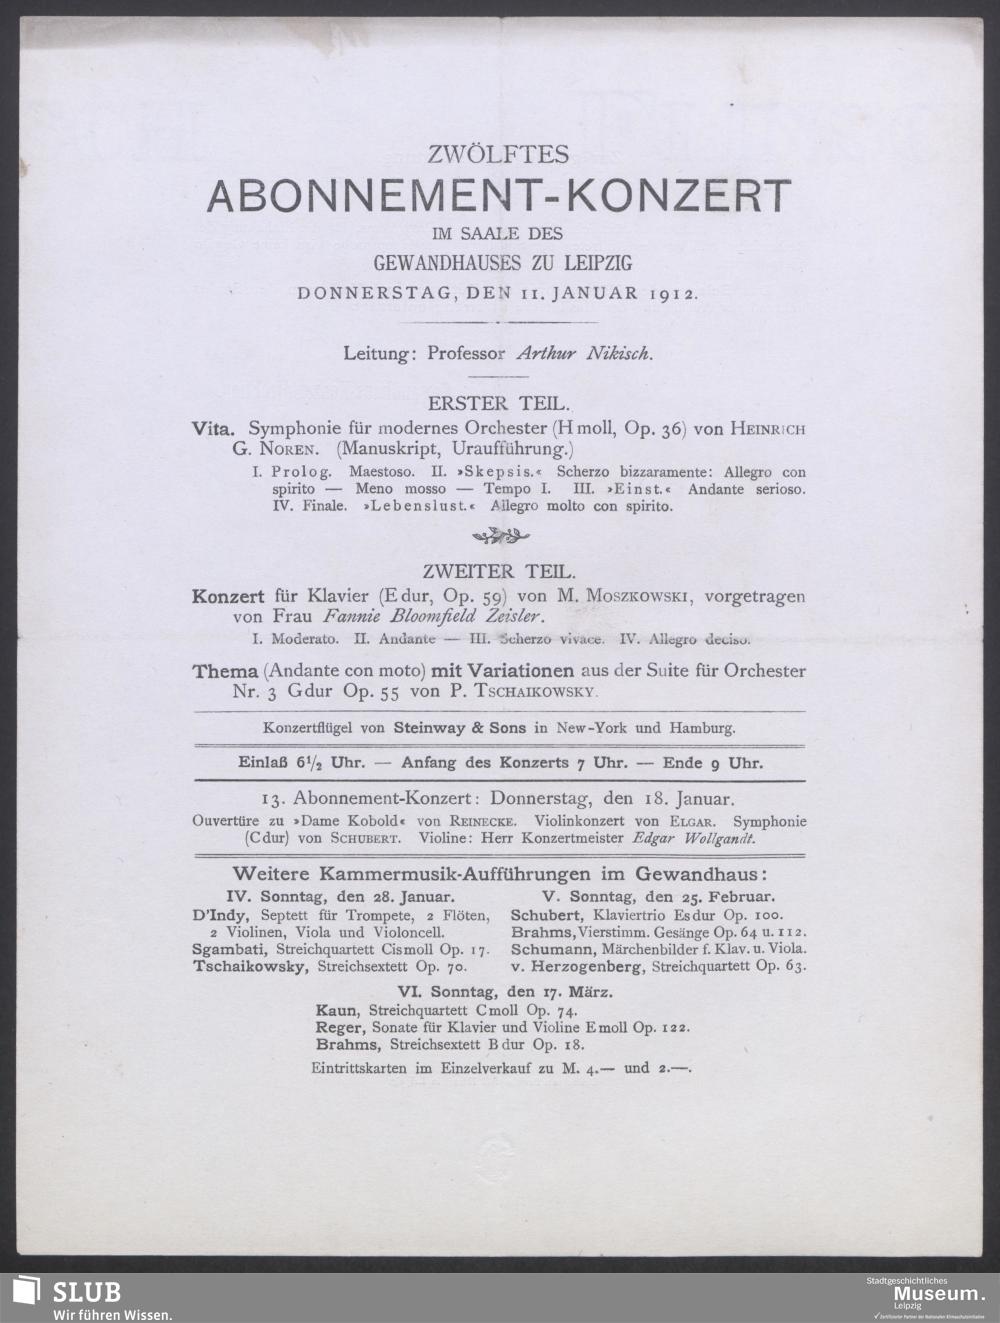 ZWÖLFTES
ABONNEMENT-KONZERT
IM SAALE DES
GEWANDHAUSES ZU LEIPZIG
DONNERSTAG, DEN 11. JANUAR 1912.
Leitung: Professor Arthur Nikisch.
ERSTER TEIL.
Vita. Symphonie für modernes Orchester (H moll, Op. 36) von HEINRICH
G. NOREN. (Manuskript, Uraufführung.)
I. Prolog. Maestoso. II. »Skepsis.« Scherzo bizzaramente: Allegro con
spirito — Meno mosso — Tempo I. III. »Einst.« Andante serioso.
IV. Finale. »Lebenslust.« Allegro molto con spirito.
ZWEITER TEIL.
Konzert für Klavier (E dur, Op. 59) von M. MOSZKOWSKI, vorgetragen
von Frau Fannie Bloomfield Zeisler.
I. Moderato. II. Andante — III. Scherzo vivace. IV. Allegro deciso.
Thema (Andante con moto) mit Variationen aus der Suite für Orchester
Nr. 3 G dur Op. 55 von P. TSCHAIKOWSKY.
Konzertflügel von Steinway & Sons in New-York und Hamburg.
Einlaß 6½ Uhr. — Anfang des Konzerts 7 Uhr. — Ende 9 Uhr.
13. Abonnement-Konzert: Donnerstag, den 18. Januar.
Ouvertüre zu »Dame Kobold« von REINECKE. Violinkonzert von ELGAR. Symphonie
(C dur) von SCHUBERT. Violine: Herr Konzertmeister Edgar Wollgandt.
Weitere Kammermusik-Aufführungen im Gewandhaus:
IV. Sonntag, den 28. Januar.
D'Indy, Septett für Trompete, 2 Flöten,
2 Violinen, Viola und Violoncell.
Sgambati, Streichquartett Cis moll Op. 17.
Tschaikowsky, Streichsextett Op. 70.
V. Sonntag, den 25. Februar.
Schubert, Klaviertrio Es dur Op. 100.
Brahms, Vierstimm. Gesänge Op. 64 u. 112.
Schumann, Märchenbilder f. Klav. u. Viola.
v. Herzogenberg, Streichquartett Op. 63.
VI. Sonntag, den 17. März.
Kaun, Streichquartett C moll Op. 74.
Reger, Sonate für Klavier und Violine E moll Op. 122.
Brahms, Streichsextett B dur Op. 18.
Eintrittskarten im Einzelverkauf zu M. 4.— und 2.—.
SLUB
Wir führen Wissen.
Stadtgeschichtliches
Museum.
Leipzig
Zertifizierter Partner der Nationalen Klimaschutzinitiative